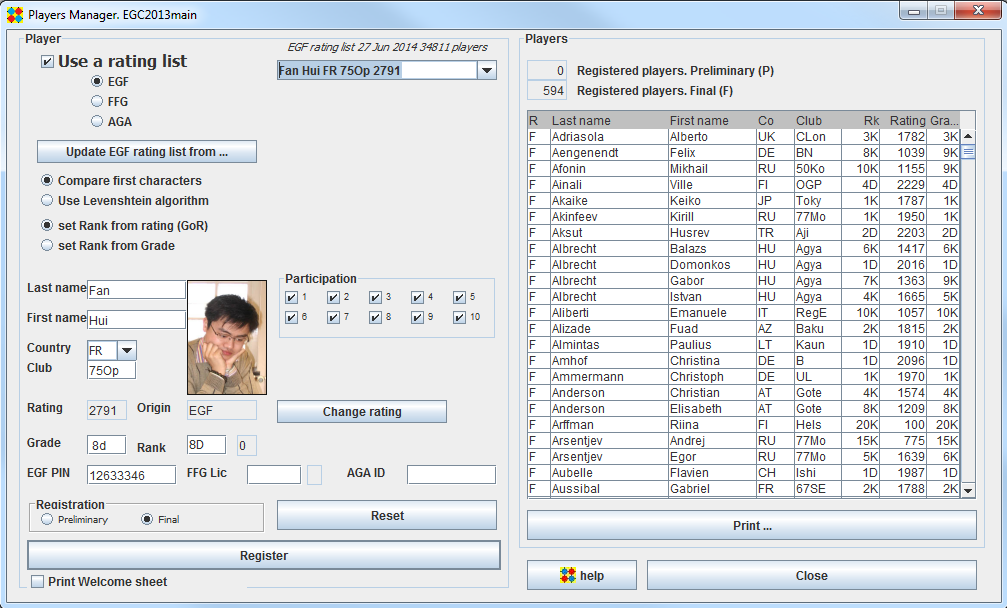 Players Manager. EGC2013main
Player
EGF rating list 27 Jun 2014 34811 players
Use a rating list
Fan Hui FR 75Op 2791
EGF
FFG
AGA
Update EGF rating list from ...
Compare first characters
Use Levenshtein algorithm
set Rank from rating (GoR)
set Rank from Grade
Last name Fan
First name Hui
Country FR
Club 75Op
Participation
1 2 3 4 5
6 7 8 9 10
Rating 2791 Origin EGF Change rating
Grade 8d Rank 8D 0
EGF PIN 12633346 FFG Lic AGA ID
Registration
Preliminary Final
Reset
Register
Print Welcome sheet
Players
0 Registered players. Preliminary (P)
594 Registered players. Final (F)
R Last name First name Co Club Rk Rating Gra...
F Adriasola Alberto UK CLon 3K 1782 3K
F Aengenendt Felix DE BN 8K 1039 9K
F Afonin Mikhail RU 50Ko 10K 1155 9K
F Ainali Ville FI OGP 4D 2229 4D
F Akaike Keiko JP Toky 1K 1787 1K
F Akinfeev Kirill RU 77Mo 1K 1950 1K
F Aksut Husrev TR Aji 2D 2203 2D
F Albrecht Balazs HU Agya 6K 1417 6K
F Albrecht Domonkos HU Agya 1D 2016 1D
F Albrecht Gabor HU Agya 7K 1363 9K
F Albrecht Istvan HU Agya 4K 1665 5K
F Aliberti Emanuele IT RegE 10K 1057 10K
F Alizade Fuad AZ Baku 2K 1815 2K
F Almintas Paulius LT Kaun 1D 1910 1D
F Amhof Christina DE B 1D 2096 1D
F Ammermann Christoph DE UL 1K 1970 1K
F Anderson Christian AT Gote 4K 1574 4K
F Anderson Elisabeth AT Gote 8K 1209 8K
F Arffman Riina FI Hels 20K 100 20K
F Arsentjev Andrej RU 77Mo 15K 775 15K
F Arsentjev Egor RU 77Mo 5K 1639 6K
F Aubelle Flavien CH Ishi 1D 1987 1D
F Aussibal Gabriel FR 67SE 2K 1788 2K
Print ...
help
Close